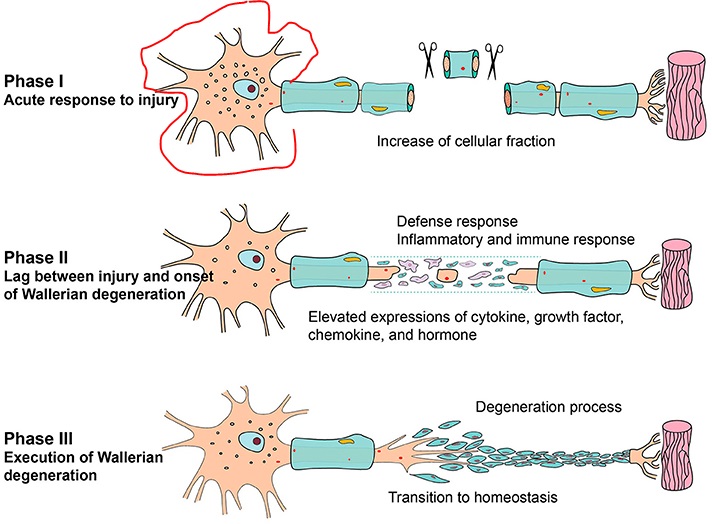 Phase I
Acute response to injury
Increase of cellular fraction
Defense response
Inflammatory and immune response
Phase II
Lag between injury and onset
of Wallerian degeneration
Elevated expressions of cytokine, growth factor,
chemokine, and hormone
Degeneration process
Phase III
Execution of Wallerian
degeneration
Transition to homeostasis